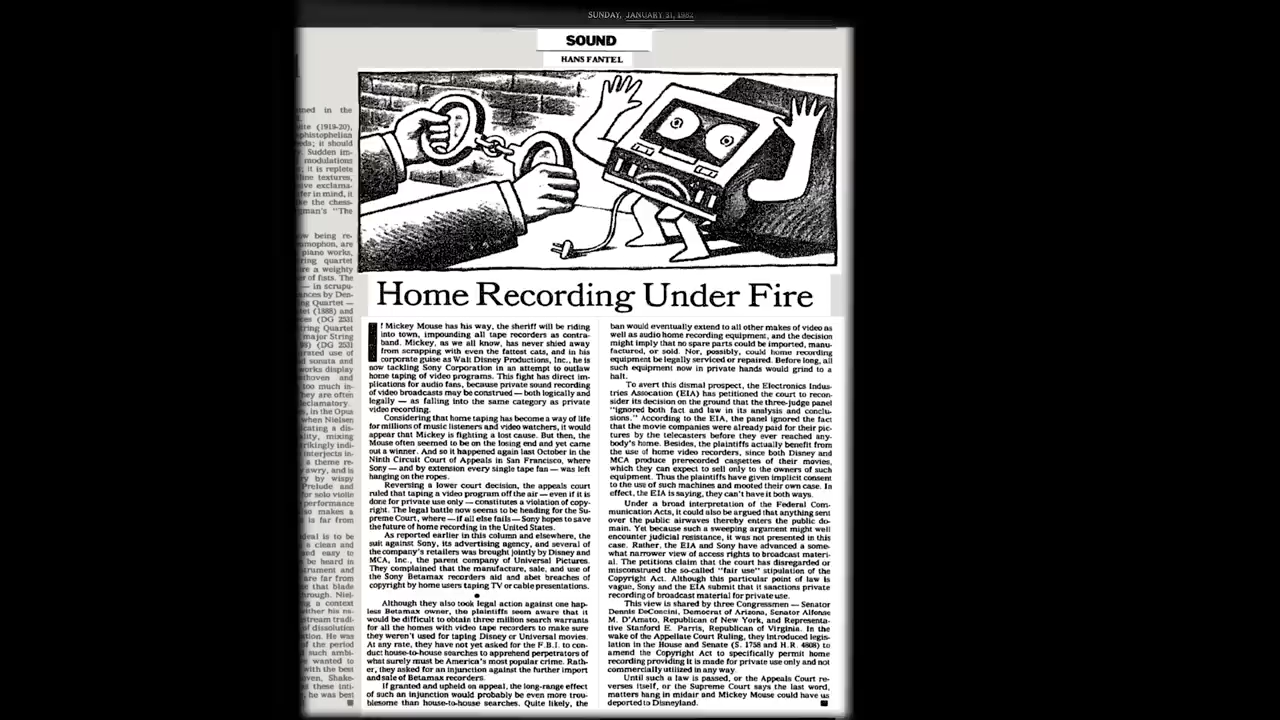 SUNDAY, JANUARY 31, 1982
SOUND
HANS FANTEL
Home Recording Under Fire
If Mickey Mouse has his way, the sheriff will be riding
into town, impounding all tape recorders as contra-
band. Mickey, as we all know, has never shied away
from scrapping with even the fattest cats, and in his
corporate guise as Walt Disney Productions, Inc., he is
now tackling Sony Corporation in an attempt to outlaw
home taping of video programs. This fight has direct im-
plications for audio fans, because private sound recording
of video broadcasts may be construed — both logically and
legally — as falling into the same category as private
video recording.
Considering that home taping has become a way of life
for millions of music listeners and video watchers, it would
appear that Mickey is fighting a lost cause. But then, the
Mouse often seemed to be on the losing end and yet came
out a winner. And so it happened again last October in the
Ninth Circuit Court of Appeals in San Francisco, where
Sony — and by extension every single tape fan — was left
hanging on the ropes.
Reversing a lower court decision, the appeals court
ruled that taping a video program off the air — even if it is
done for private use only — constitutes a violation of copy-
right. The legal battle now seems to be heading for the Su-
preme Court, where — if all else fails — Sony hopes to save
the future of home recording in the United States.
As reported earlier in this column and elsewhere, the
suit against Sony, its advertising agency, and several of
the company's retailers was brought jointly by Disney and
MCA, Inc., the parent company of Universal Pictures.
They complained that the manufacture, sale, and use of
the Sony Betamax recorders aid and abet breaches of
copyright by home users taping TV or cable presentations.
Although they also took legal action against one hap-
less Betamax owner, the plaintiffs seem aware that it
would be difficult to obtain three million search warrants
for all the homes with video tape recorders to make sure
they weren't used for taping Disney or Universal movies.
At any rate, they have not yet asked for the F.B.I. to con-
duct house-to-house searches to apprehend perpetrators of
what surely must be America's most popular crime. Rath-
er, they asked for an injunction against the further import
and sale of Betamax recorders.
If granted and upheld on appeal, the long-range effect
of such an injunction would probably be even more trou-
blesome than house-to-house searches. Quite likely, the
ban would eventually extend to all other makes of video as
well as audio home recording equipment, and the decision
might imply that no spare parts could be imported, manu-
factured, or sold. Nor, possibly, could home recording
equipment be legally serviced or repaired. Before long, all
such equipment now in private hands would grind to a
halt.
To avert this dismal prospect, the Electronics Indus-
tries Assocation (EIA) has petitioned the court to recon-
sider its decision on the ground that the three-judge panel
"ignored both fact and law in its analysis and conclu-
sions." According to the EIA, the panel ignored the fact
that the movie companies were already paid for their pic-
tures by the telecasters before they ever reached any-
body's home. Besides, the plaintiffs actually benefit from
the use of home video recorders, since both Disney and
MCA produce prerecorded cassettes of their movies,
which they can expect to sell only to the owners of such
equipment. Thus the plaintiffs have given implicit consent
to the use of such machines and mooted their own case. In
effect, the EIA is saying, they can't have it both ways.
Under a broad interpretation of the Federal Com-
munication Acts, it could also be argued that anything sent
over the public airwaves thereby enters the public do-
main. Yet because such a sweeping argument might well
encounter judicial resistance, it was not presented in this
case. Rather, the EIA and Sony have advanced a some-
what narrower view of access rights to broadcast materi-
al. The petitions claim that the court has disregarded or
misconstrued the so-called "fair use" stipulation of the
Copyright Act. Although this particular point of law is
vague, Sony and the EIA submit that it sanctions private
recording of broadcast material for private use.
This view is shared by three Congressmen — Senator
Dennis DeConcini, Democrat of Arizona, Senator Alfonse
M. D'Amato, Republican of New York, and Representa-
tive Stanford E. Parris, Republican of Virginia. In the
wake of the Appellate Court Ruling, they introduced legis-
lation in the House and Senate (S. 1758 and H.R. 4808) to
amend the Copyright Act to specifically permit home
recording providing it is made for private use only and not
commercially utilized in any way.
Until such a law is passed, or the Appeals Court re-
verses itself, or the Supreme Court says the last word,
matters hang in midair and Mickey Mouse could have us
deported to Disneyland.